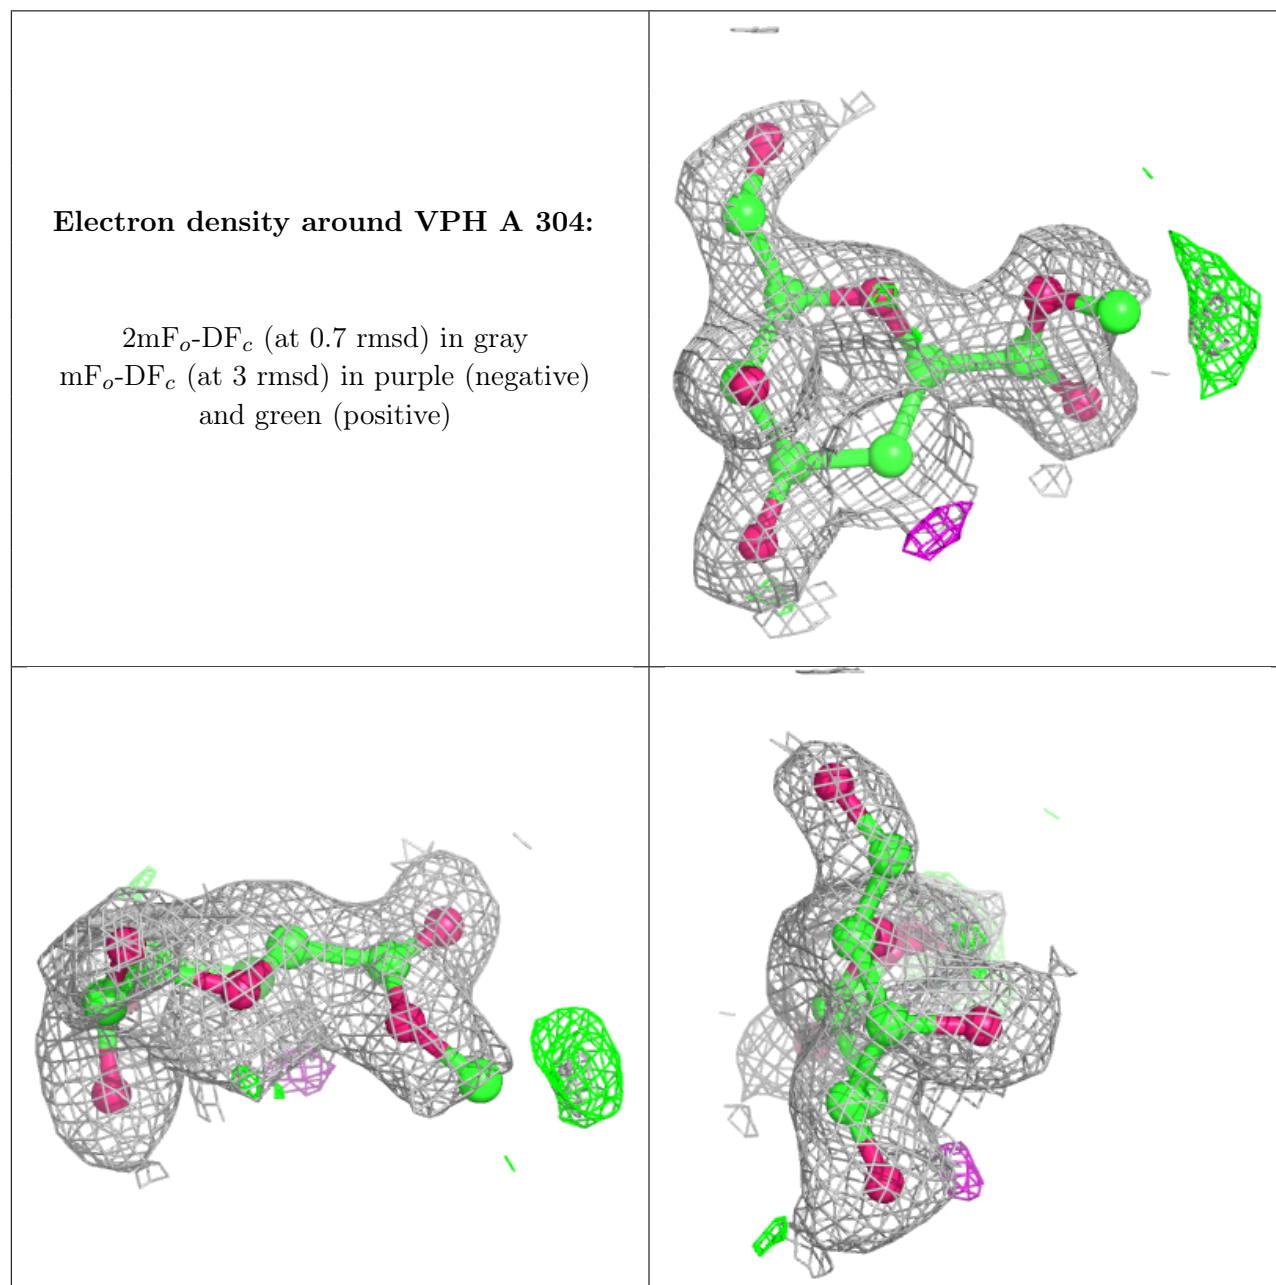 Electron density around VPH A 304:
2mFo-DFc (at 0.7 rmsd) in gray
mFo-DFc (at 3 rmsd) in purple (negative)
and green (positive)